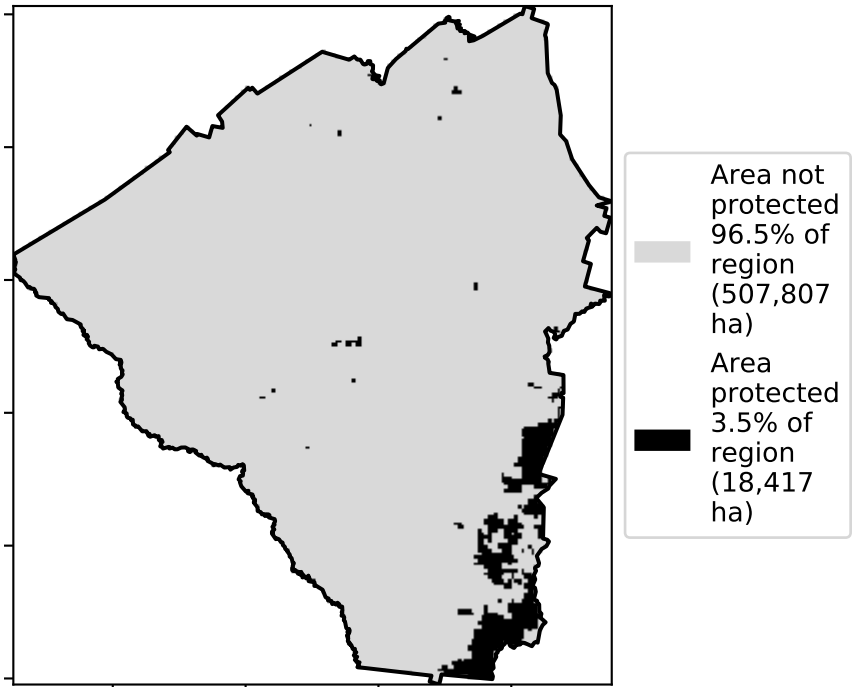 Area not
protected
96.5% of
region
(507,807
ha)
Area
protected
3.5% of
region
(18,417
ha)